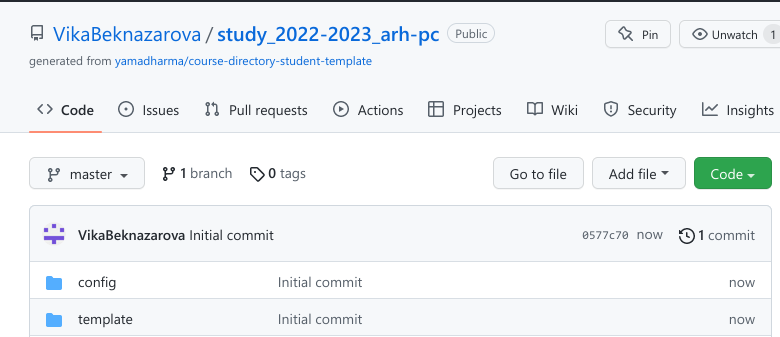 VikaBeknazarova / study_2022-2023_arh-pc Public Pin Unwatch 1
generated from yamadharma/course-directory-student-template
Code Issues Pull requests Actions Projects Wiki Security Insights
master 1 branch 0 tags Go to file Add file Code
VikaBeknazarova Initial commit 0577c70 now 1 commit
config Initial commit now
template Initial commit now